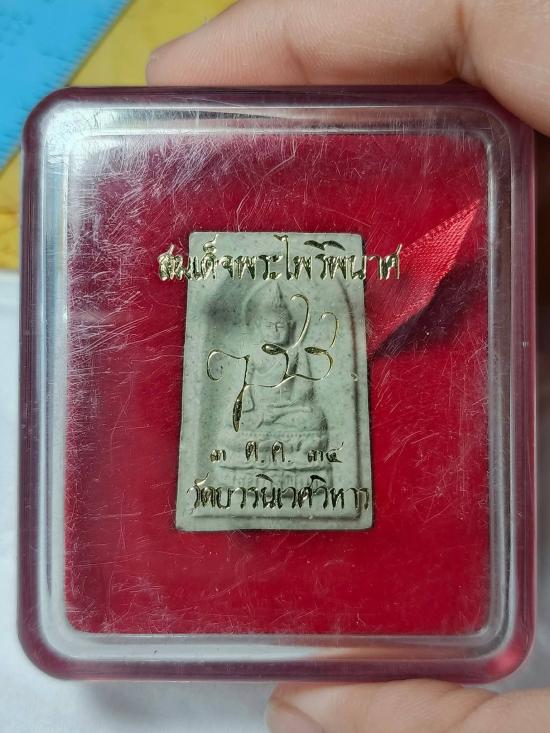 สมเด็จพระไพรีพินาศ
๓ ต.ค. ๓๔
วัดบวรนิเวศวิหาร